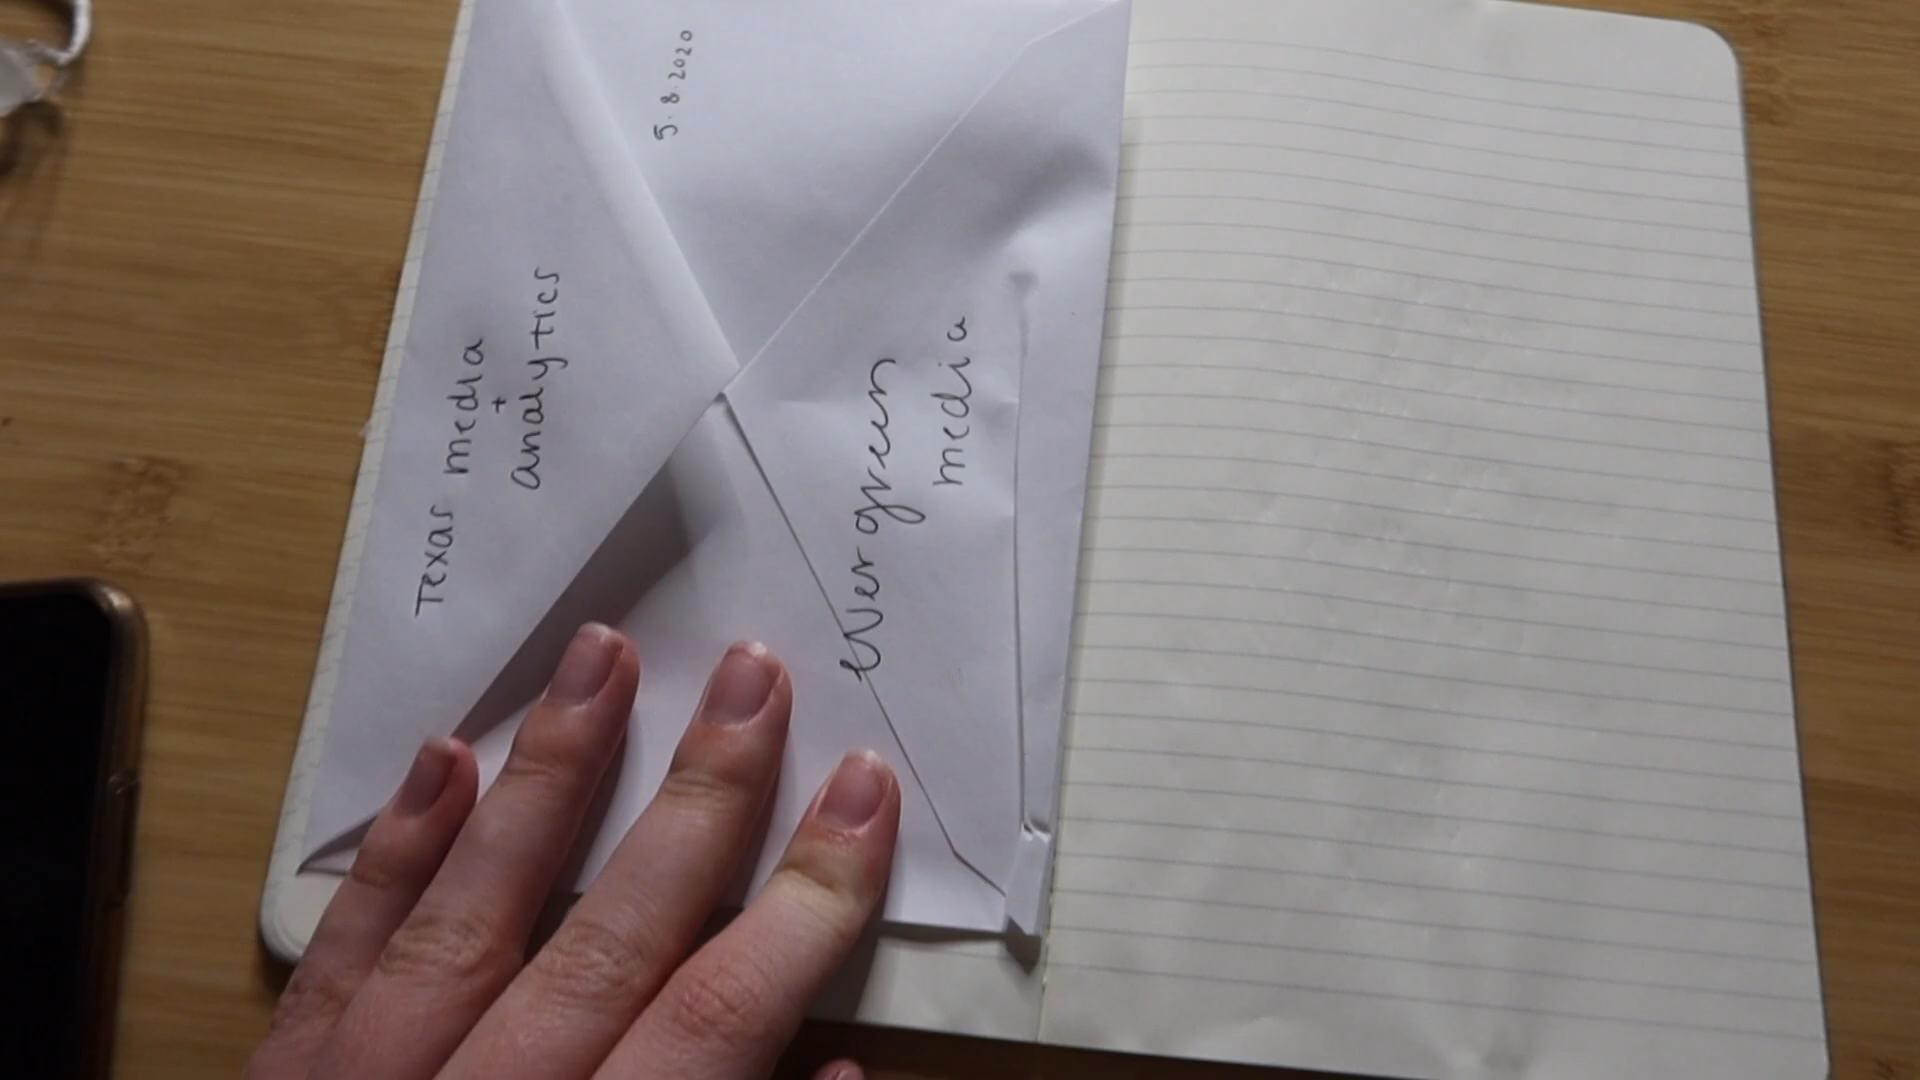 5.8.2020
Texas media
+
analytics
evergreen
media